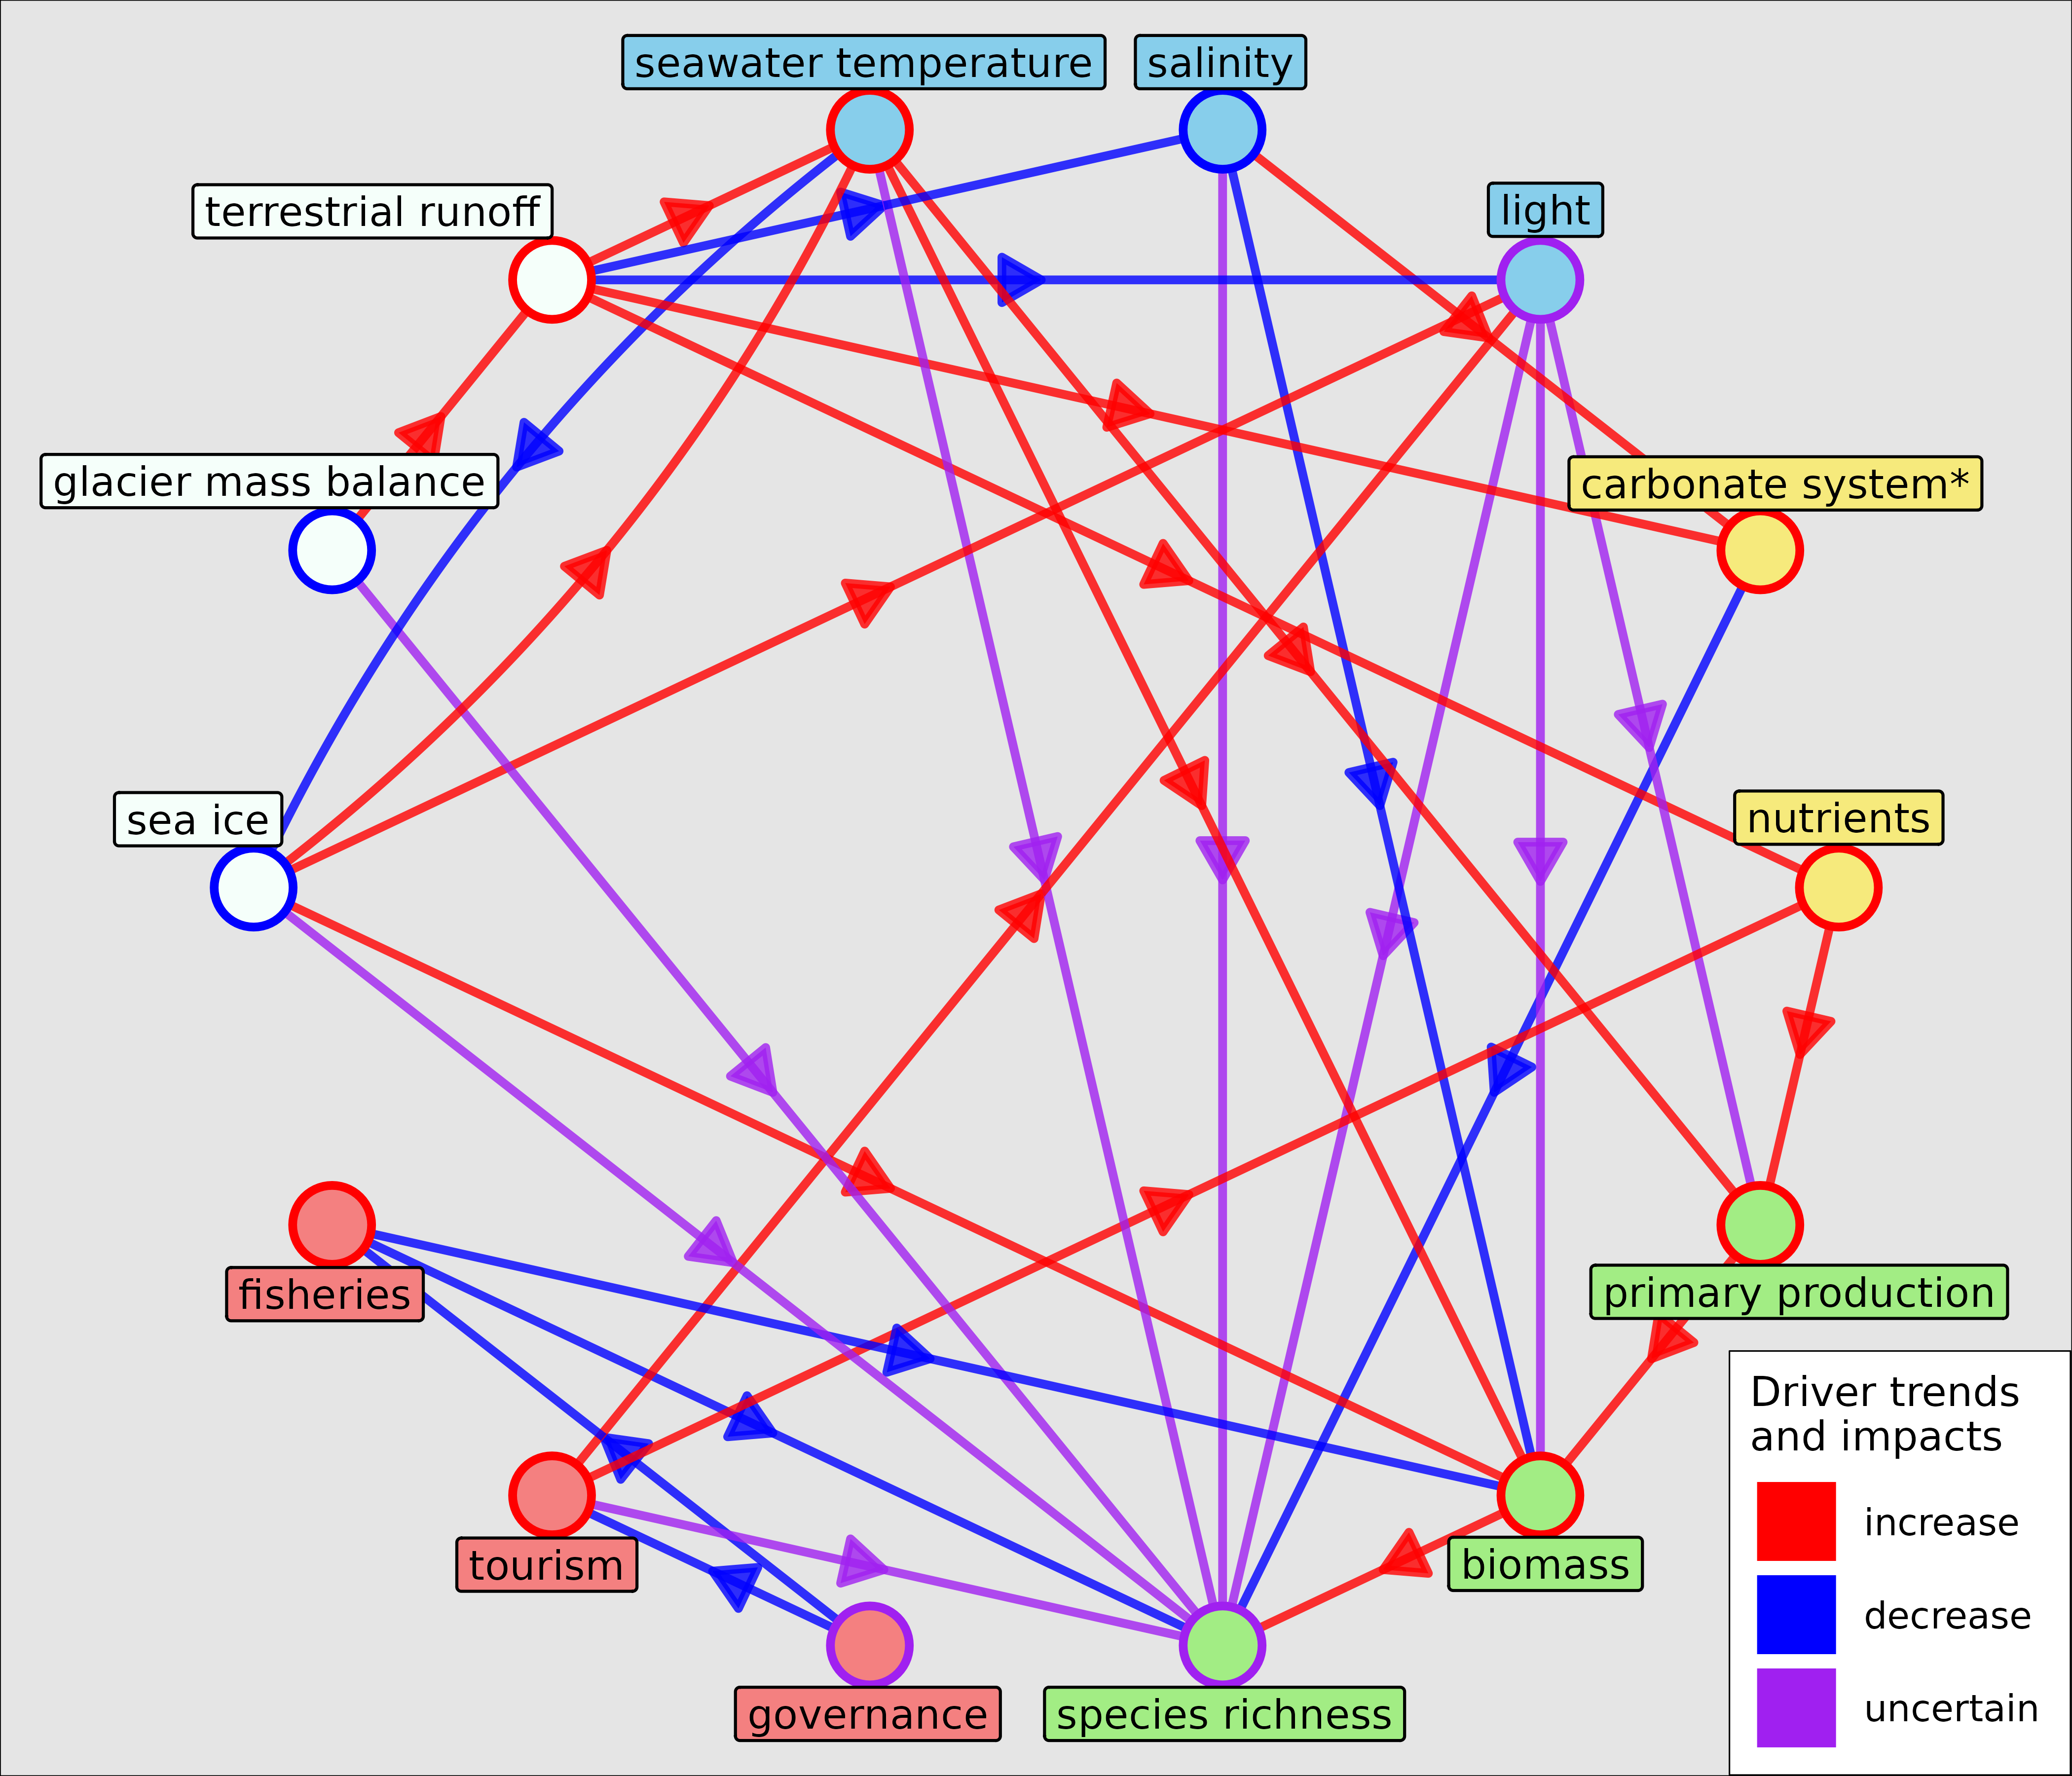 seawater temperature
salinity
terrestrial runoff
light
glacier mass balance
carbonate system*
sea ice
nutrients
fisheries
primary production
tourism
biomass
governance
species richness
Driver trends
and impacts
increase
decrease
uncertain